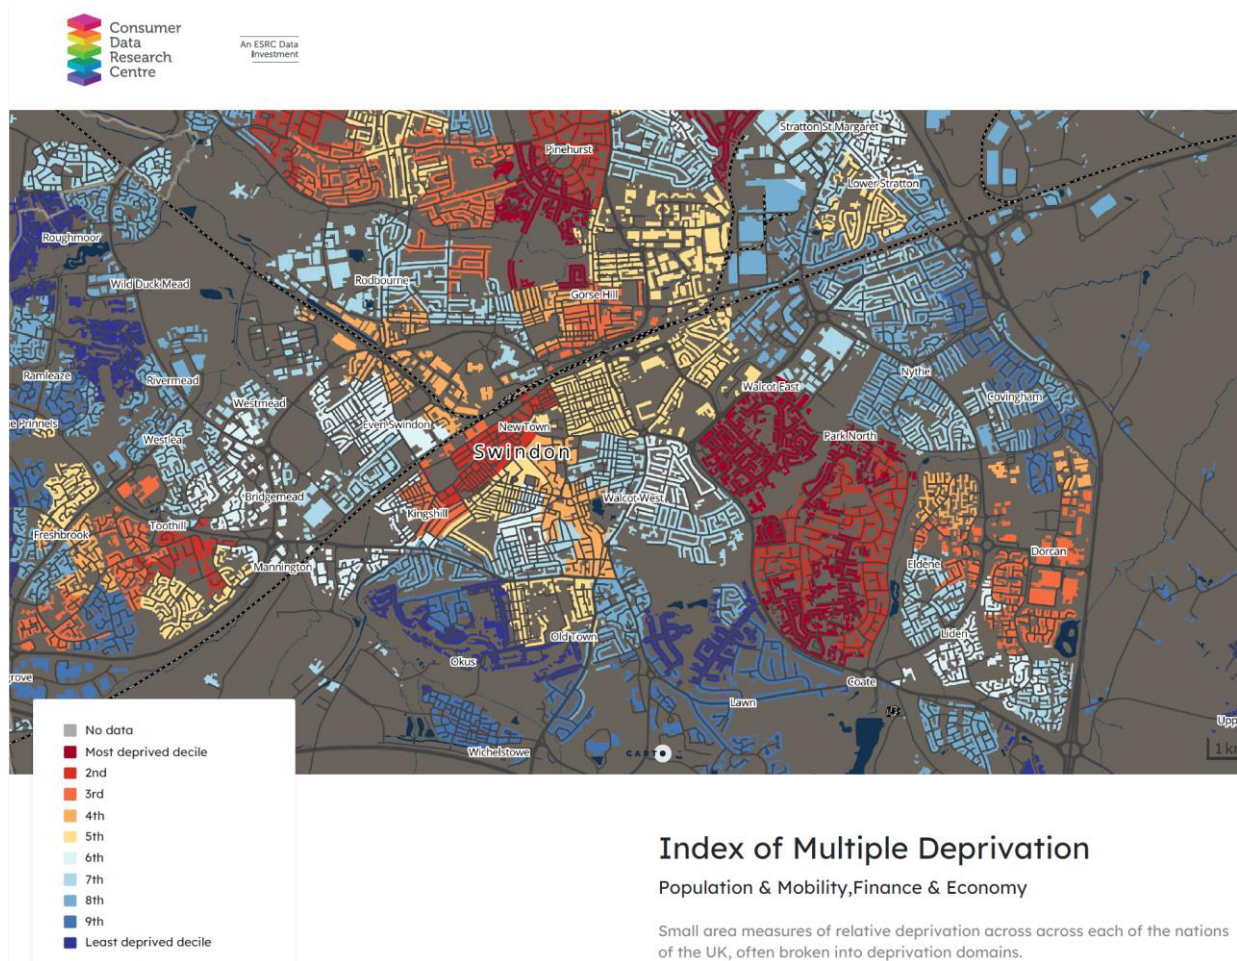 Consumer
Data
Research
Centre
An ESRC Data
Investment
Stratton St Margaret
Pinehurst
Lower Stratton
Roughmoor
Wild Duck Mead
Rodbourne
Gorse Hill
Ramleaze
Rivermead
Nythe
Walcot East
Covingham
Westmead
Prinnels
Even Swindon
New Town
Park North
Westlea
Swindon
Bridgemead
Walcot West
Kingshill
Toothill
Freshbrook
Dorcan
Mannington
Eldene
Liden
Old Town
Okus
grove
Coate
Lawn
Upp
Wichelstowe
CARTO
1 km
No data
Most deprived decile
2nd
3rd
4th
5th
6th
7th
8th
9th
Least deprived decile
Index of Multiple Deprivation
Population & Mobility,Finance & Economy
Small area measures of relative deprivation across across each of the nations
of the UK, often broken into deprivation domains.